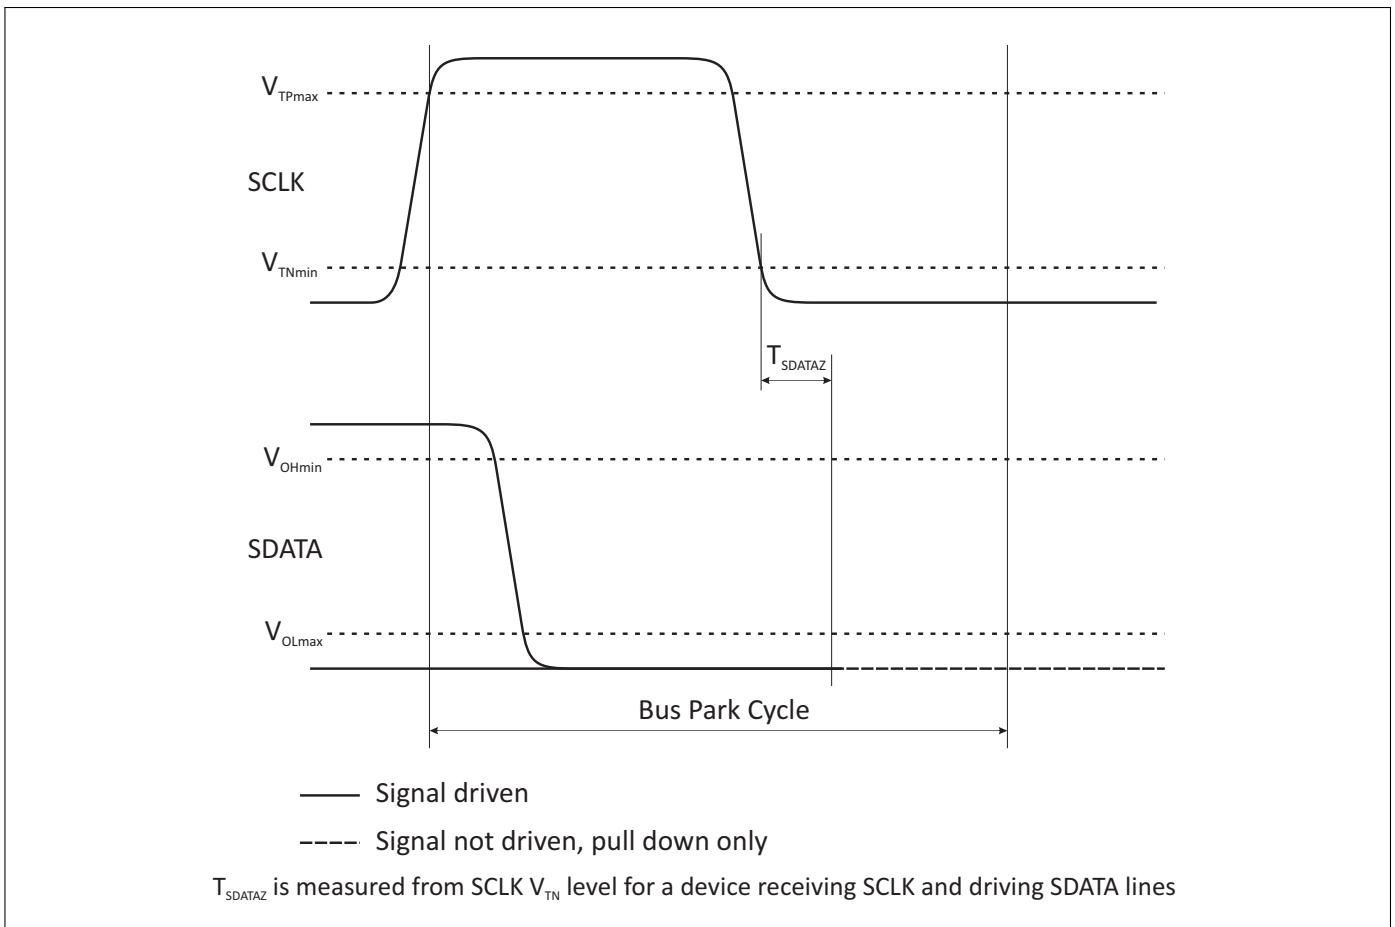 V_TPmax
SCLK
V_TNmin
T_SDATAZ
V_OHmin
SDATA
V_OLmax
Bus Park Cycle
Signal driven
Signal not driven, pull down only
T_SDATAZ is measured from SCLK V_TN level for a device receiving SCLK and driving SDATA lines